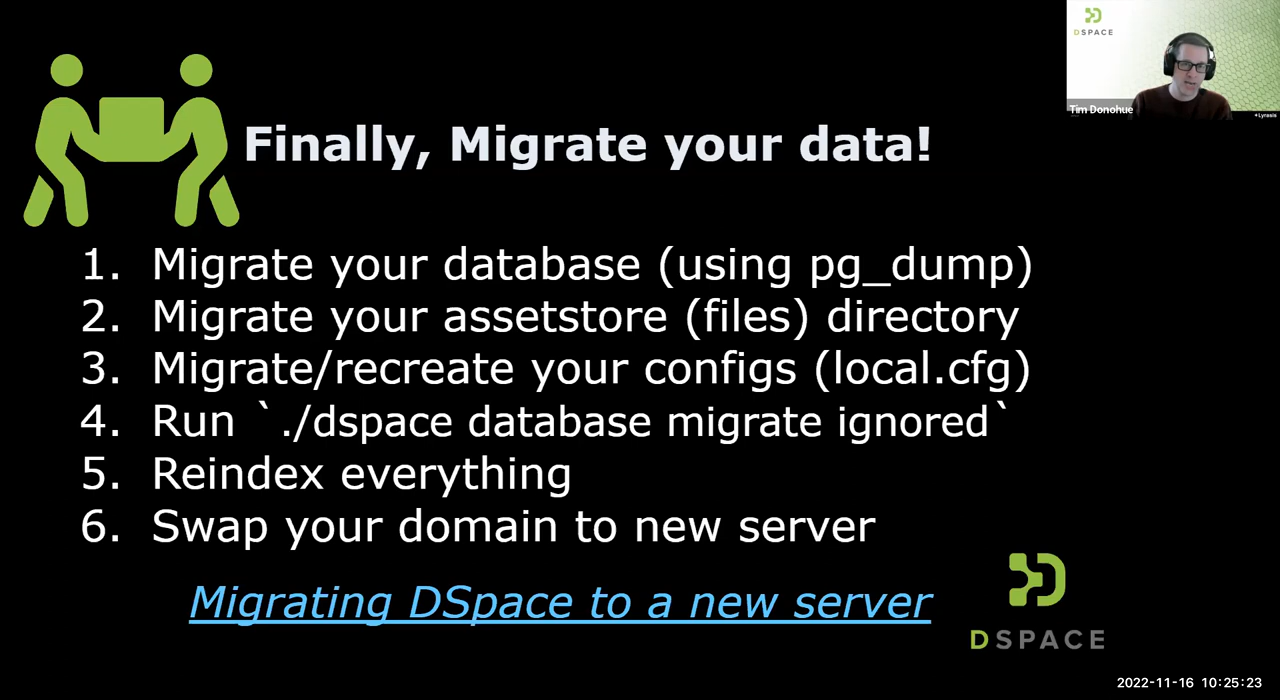 DSPACE
Tim Donohue
Lyrasis
Finally, Migrate your data!
1. Migrate your database (using pg_dump)
2. Migrate your assetstore (files) directory
3. Migrate/recreate your configs (local.cfg)
4. Run `./dspace database migrate ignored`
5. Reindex everything
6. Swap your domain to new server
Migrating DSpace to a new server
DSPACE
2022-11-16 10:25:23